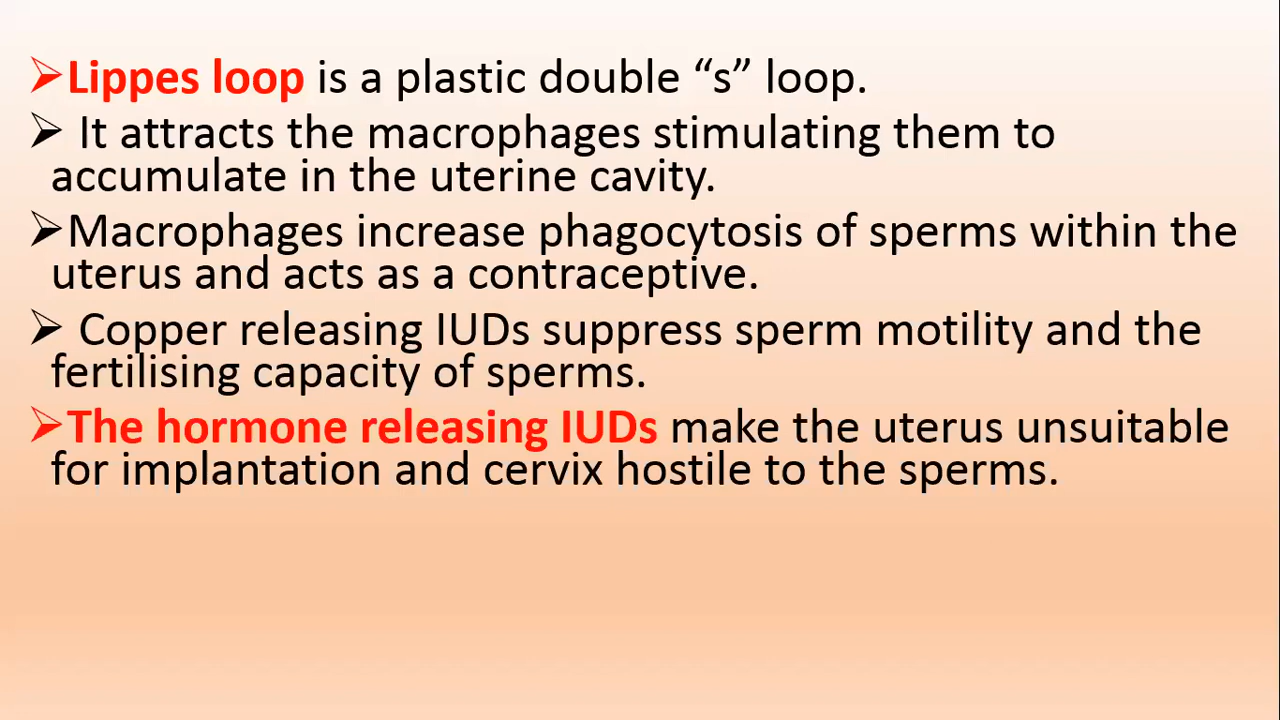 ➢Lippes loop is a plastic double “s” loop.
➢ It attracts the macrophages stimulating them to
accumulate in the uterine cavity.
➢Macrophages increase phagocytosis of sperms within the
uterus and acts as a contraceptive.
➢ Copper releasing IUDs suppress sperm motility and the
fertilising capacity of sperms.
➢The hormone releasing IUDs make the uterus unsuitable
for implantation and cervix hostile to the sperms.